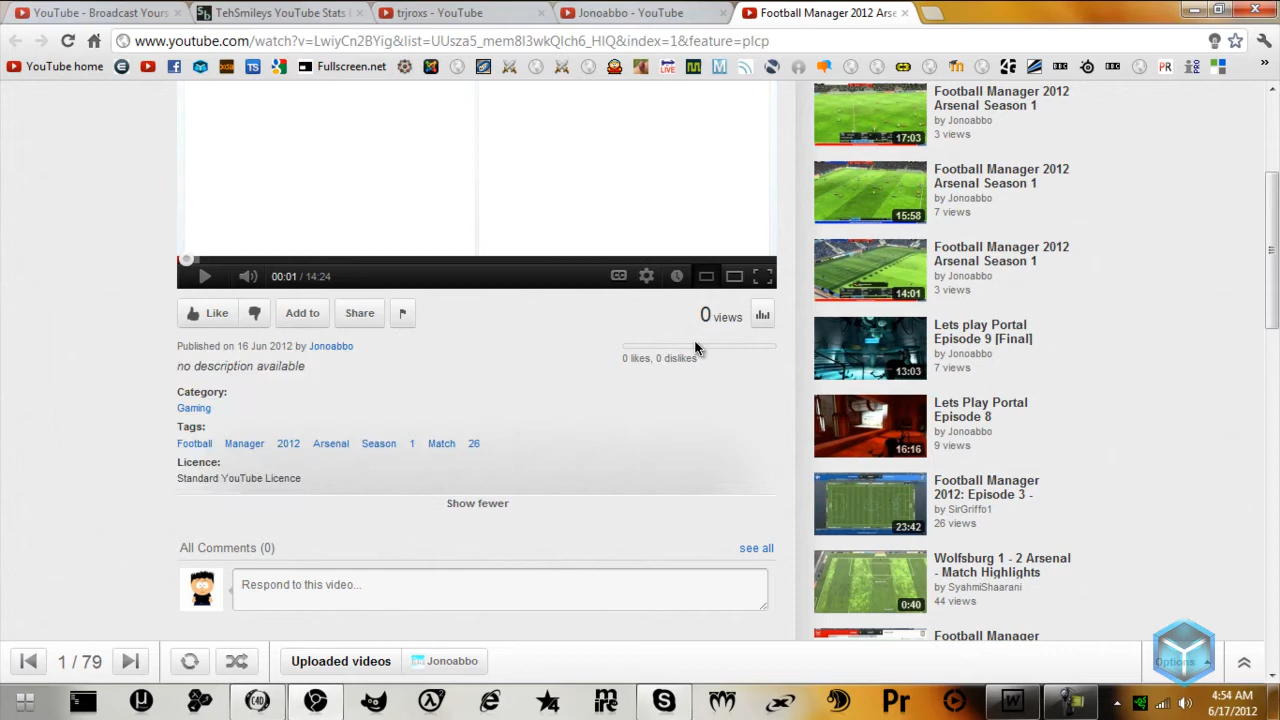 YouTube - Broadcast Yours
TehSmileys YouTube Stats
trjroxs - YouTube
Jonoabbo - YouTube
Football Manager 2012 Arse
www.youtube.com/watch?v=LwiyCn2BYig&list=UUsza5_mem8I3wkQlch6_HIQ&index=1&feature=plcp
YouTube home
Fullscreen.net
Football Manager 2012
Arsenal Season 1
by Jonoabbo
3 views
17:03
Football Manager 2012
Arsenal Season 1
by Jonoabbo
7 views
15:58
Football Manager 2012
Arsenal Season 1
by Jonoabbo
3 views
14:01
Lets play Portal
Episode 9 [Final]
by Jonoabbo
7 views
13:03
Lets Play Portal
Episode 8
by Jonoabbo
9 views
16:16
Football Manager
2012: Episode 3 -
by SirGriffo1
26 views
23:42
Wolfsburg 1 - 2 Arsenal
- Match Highlights
by SyahmiShaarani
44 views
0:40
Football Manager
00:01 / 14:24
CC
Like
Add to
Share
0 views
Published on 16 Jun 2012 by Jonoabbo
0 likes, 0 dislikes
no description available
Category:
Gaming
Tags:
Football Manager 2012 Arsenal Season 1 Match 26
Licence:
Standard YouTube Licence
Show fewer
All Comments (0)
see all
Respond to this video...
1 / 79
Uploaded videos
Jonoabbo
Options
4:54 AM
6/17/2012